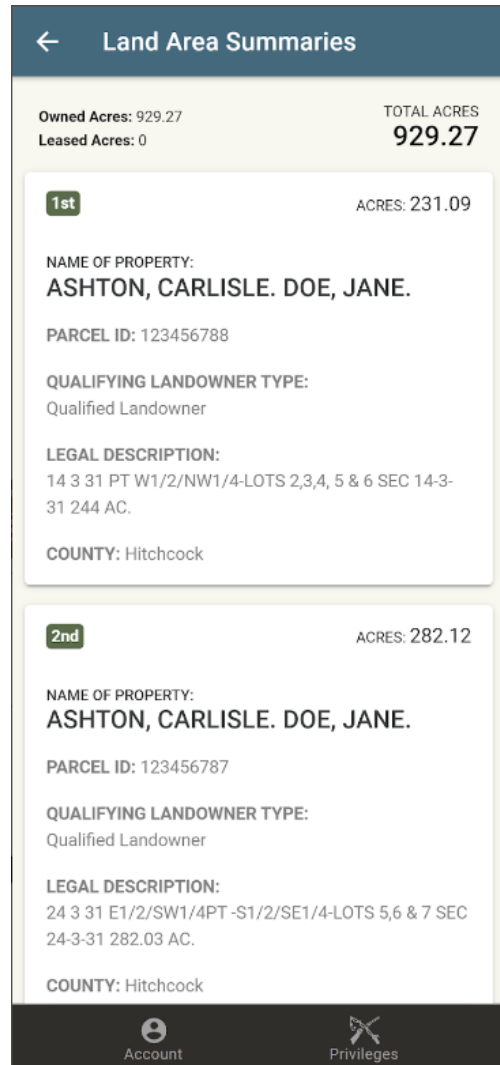 Land Area Summaries
Owned Acres: 929.27
Leased Acres: 0
TOTAL ACRES
929.27
1st
ACRES: 231.09
NAME OF PROPERTY:
ASHTON, CARLISLE. DOE, JANE.
PARCEL ID: 123456788
QUALIFYING LANDOWNER TYPE:
Qualified Landowner
LEGAL DESCRIPTION:
14 3 31 PT W1/2/NW1/4-LOTS 2,3,4, 5 & 6 SEC 14-3-
31 244 AC.
COUNTY: Hitchcock
2nd
ACRES: 282.12
NAME OF PROPERTY:
ASHTON, CARLISLE. DOE, JANE.
PARCEL ID: 123456787
QUALIFYING LANDOWNER TYPE:
Qualified Landowner
LEGAL DESCRIPTION:
24 3 31 E1/2/SW1/4PT -S1/2/SE1/4-LOTS 5,6 & 7 SEC
24-3-31 282.03 AC.
COUNTY: Hitchcock
Account
Privileges